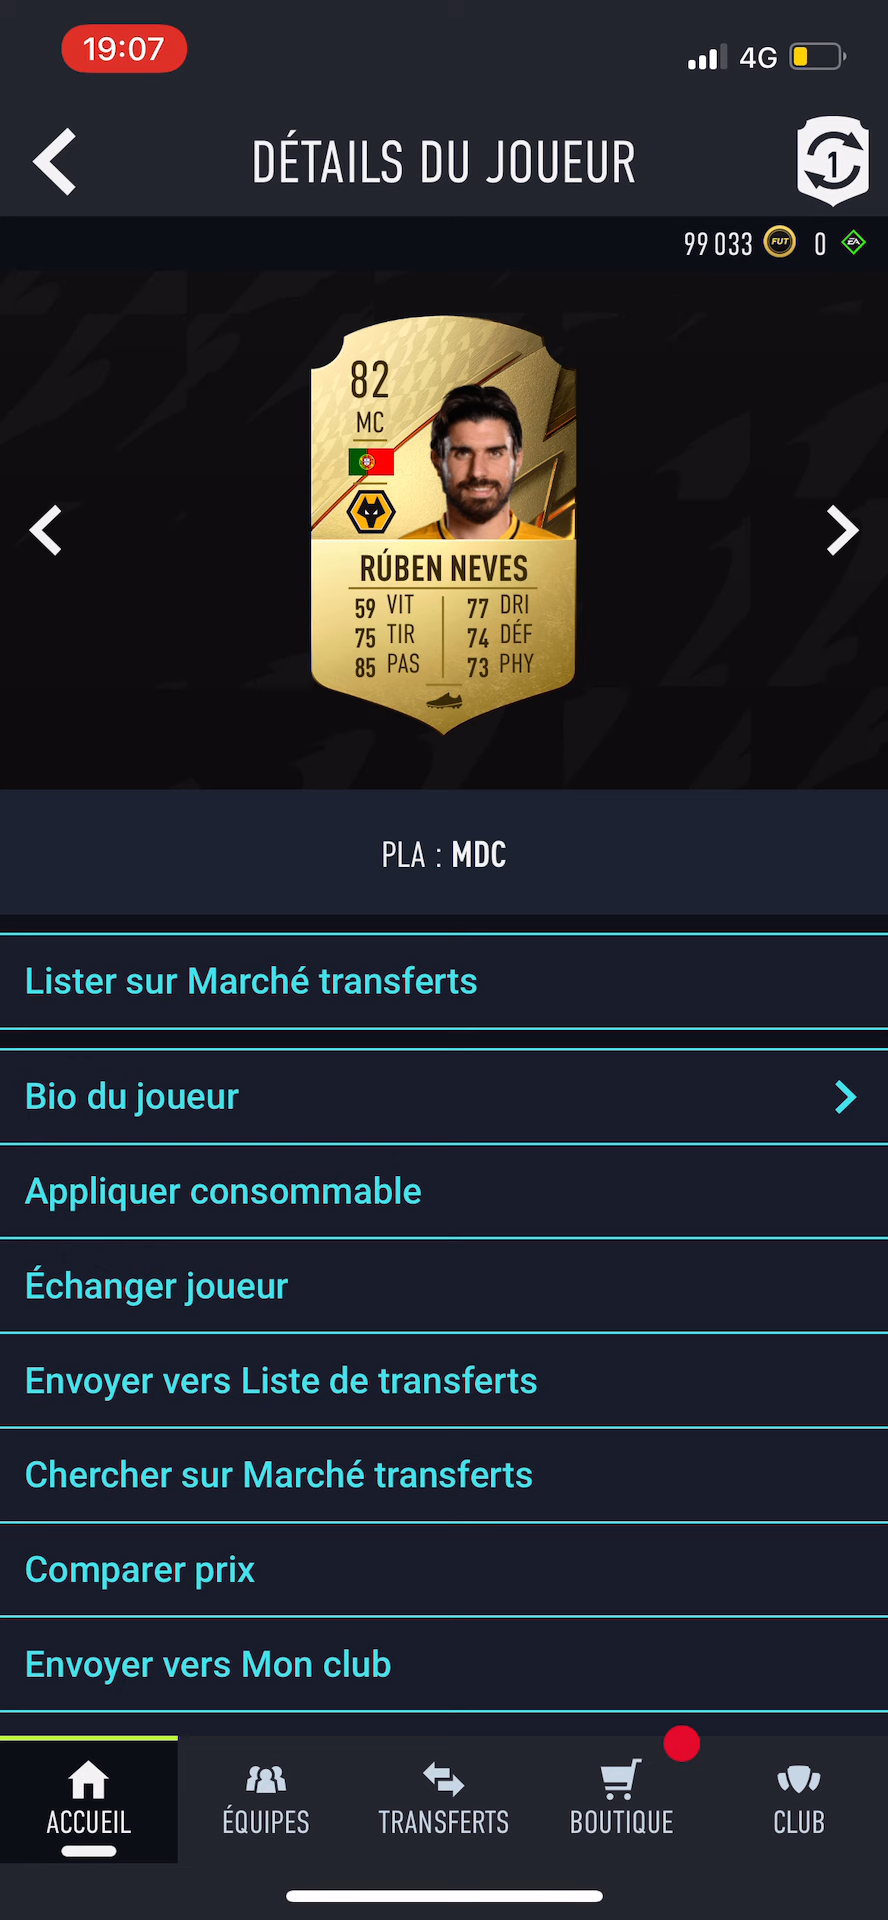 19:07
4G
DÉTAILS DU JOUEUR
1
99 033 FUT 0 EA
82
MC
RÚBEN NEVES
59 VIT 77 DRI
75 TIR 74 DÉF
85 PAS 73 PHY
PLA : MDC
Lister sur Marché transferts
Bio du joueur
Appliquer consommable
Échanger joueur
Envoyer vers Liste de transferts
Chercher sur Marché transferts
Comparer prix
Envoyer vers Mon club
ACCUEIL ÉQUIPES TRANSFERTS BOUTIQUE CLUB